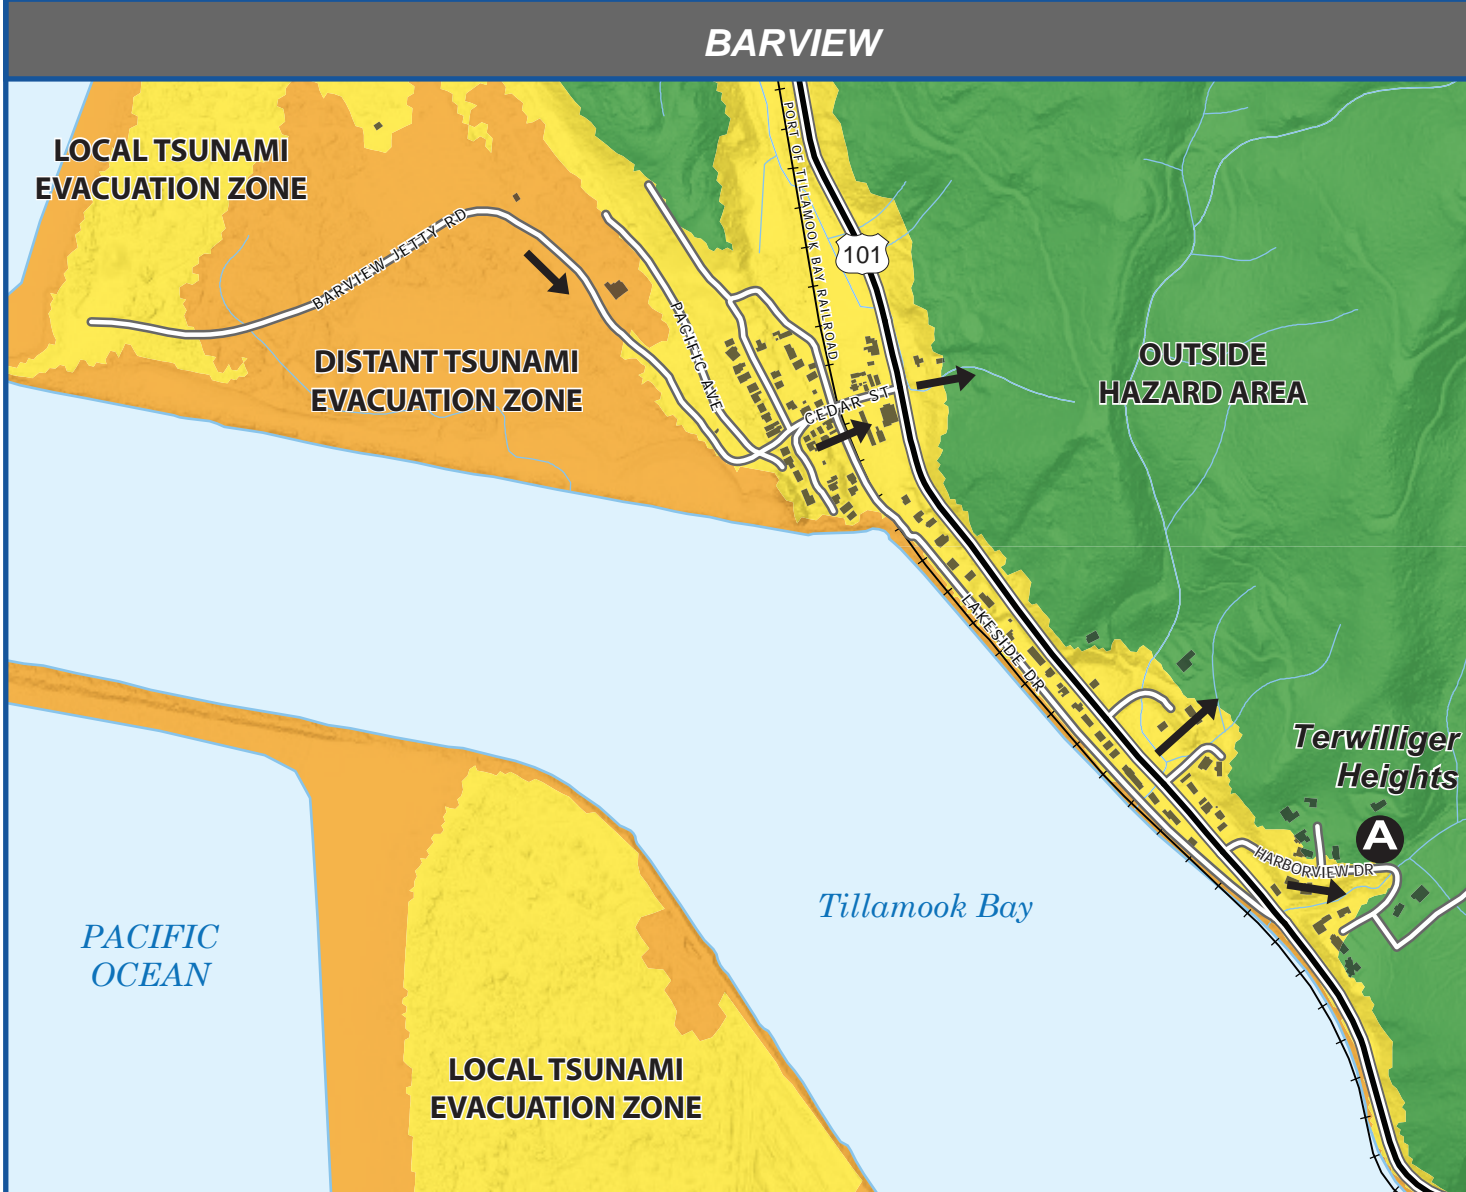 BARVIEW
LOCAL TSUNAMI
EVACUATION ZONE
PORT OF TILLAMOOK BAY RAILROAD
BARVIEW JETTY RD
101
PACIFIC AVE
DISTANT TSUNAMI
EVACUATION ZONE
CEDAR ST
OUTSIDE
HAZARD AREA
LAKESIDE DR
Terwilliger
Heights
A
HARBORVIEW DR
Tillamook Bay
PACIFIC
OCEAN
LOCAL TSUNAMI
EVACUATION ZONE